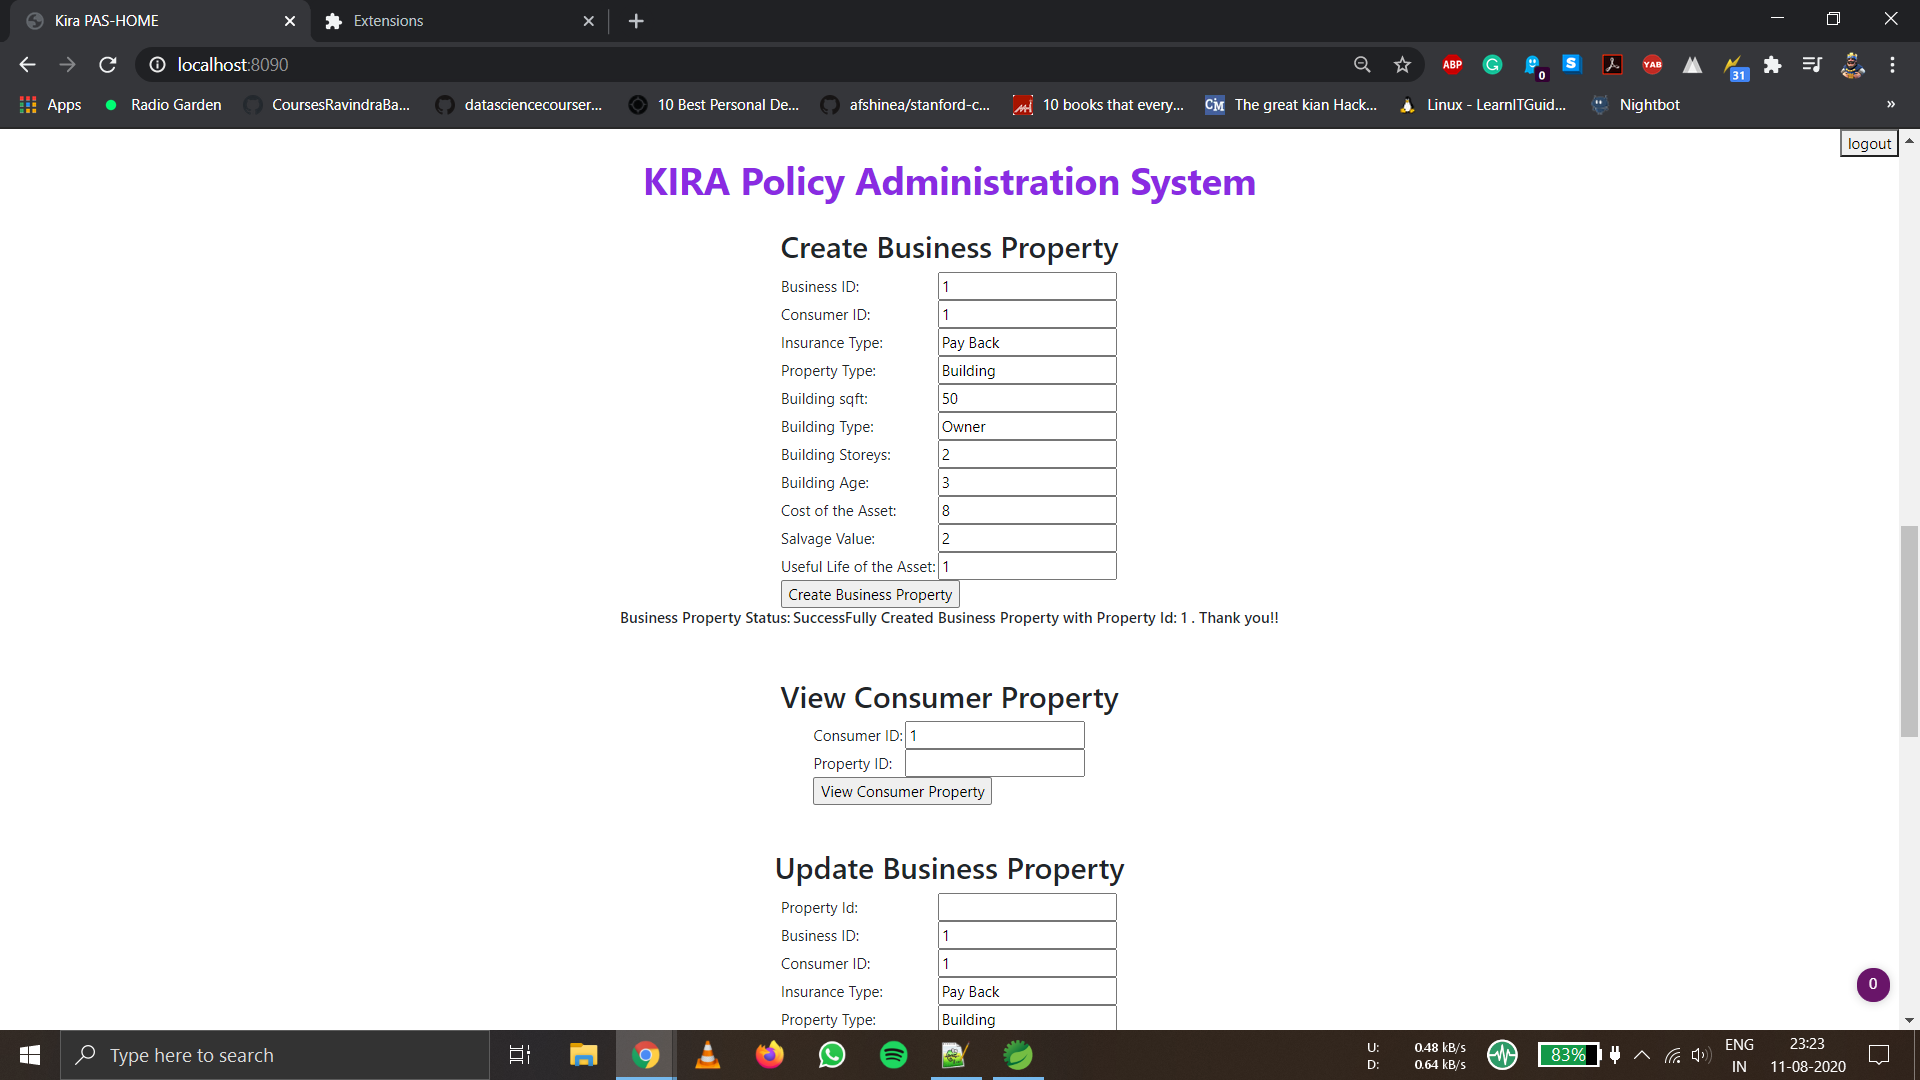 Kira PAS-HOME
Extensions
localhost:8090
ABP
0
S
YAB
31
Apps
Radio Garden
CoursesRavindraBa...
datasciencecourser...
10 Best Personal De...
afshinea/stanford-c...
10 books that every...
CM
The great kian Hack...
Linux - LearnITGuid...
Nightbot
»
logout
KIRA Policy Administration System
Create Business Property
Business ID: 1
Consumer ID: 1
Insurance Type: Pay Back
Property Type: Building
Building sqft: 50
Building Type: Owner
Building Storeys: 2
Building Age: 3
Cost of the Asset: 8
Salvage Value: 2
Useful Life of the Asset: 1
Create Business Property
Business Property Status: SuccessFully Created Business Property with Property Id: 1 . Thank you!!
View Consumer Property
Consumer ID: 1
Property ID:
View Consumer Property
Update Business Property
Property Id:
Business ID: 1
Consumer ID: 1
Insurance Type: Pay Back
Property Type: Building
0
Type here to search
U: 0.48 kB/s
D: 0.64 kB/s
83%
ENG
IN
23:23
11-08-2020